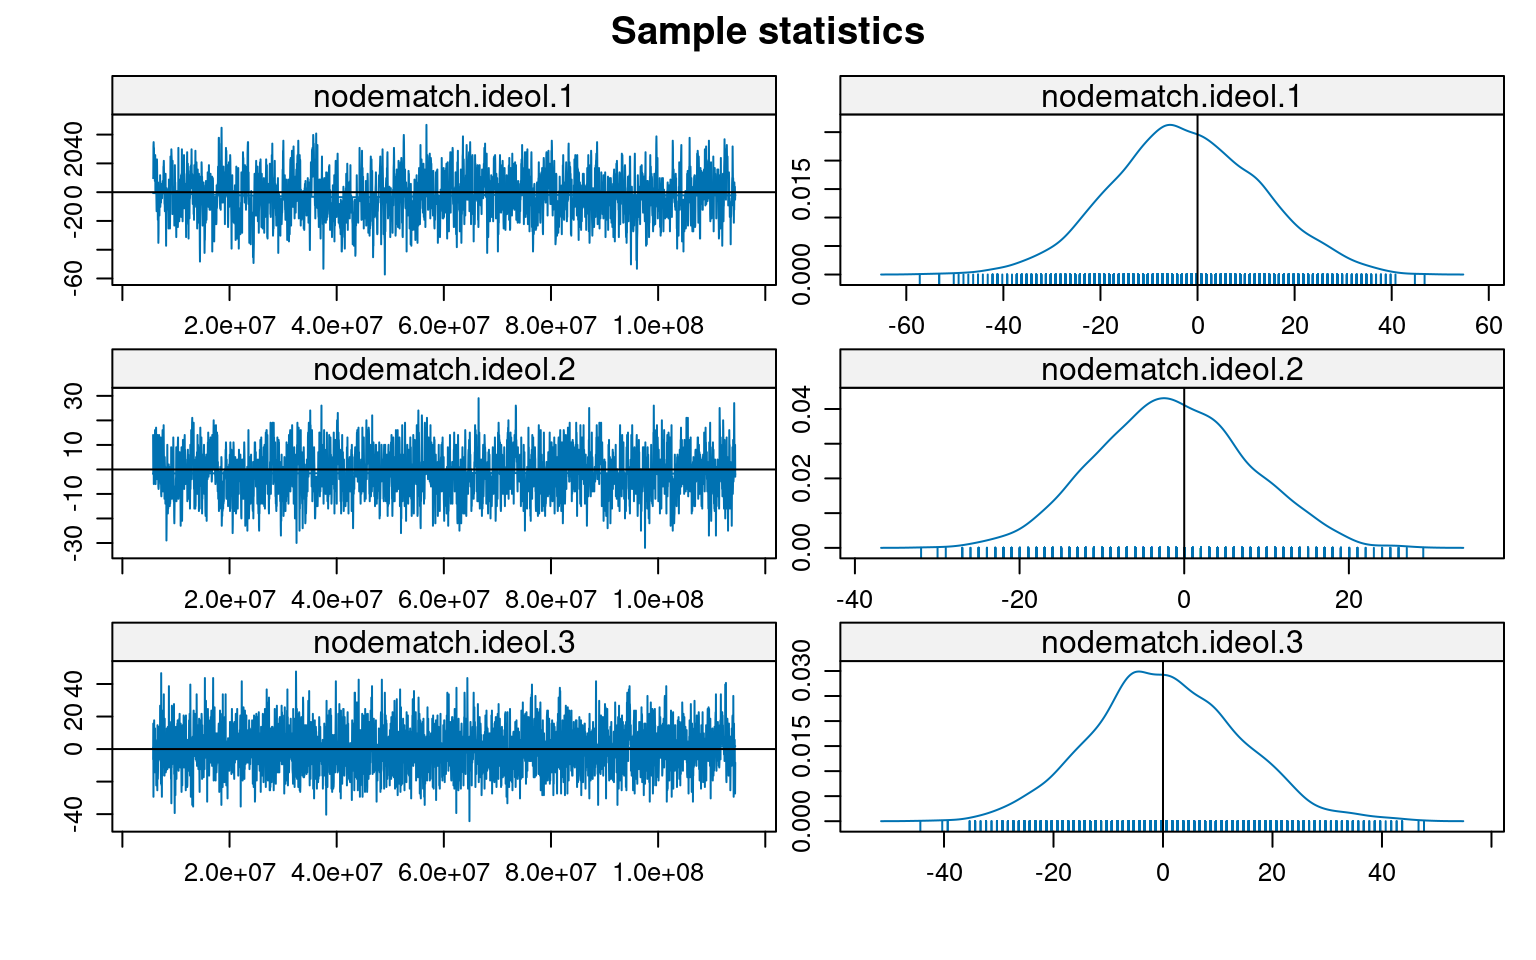 Sample statistics
nodematch.ideol.1 nodematch.ideol.1
-60 -20 0 20 40
2.0e+07 4.0e+07 6.0e+07 8.0e+07 1.0e+08
0.000 0.015
-60 -40 -20 0 20 40 60
nodematch.ideol.2 nodematch.ideol.2
-30 -10 10 30
2.0e+07 4.0e+07 6.0e+07 8.0e+07 1.0e+08
0.00 0.02 0.04
-40 -20 0 20
nodematch.ideol.3 nodematch.ideol.3
-40 0 20 40
2.0e+07 4.0e+07 6.0e+07 8.0e+07 1.0e+08
0.000 0.015 0.030
-40 -20 0 20 40